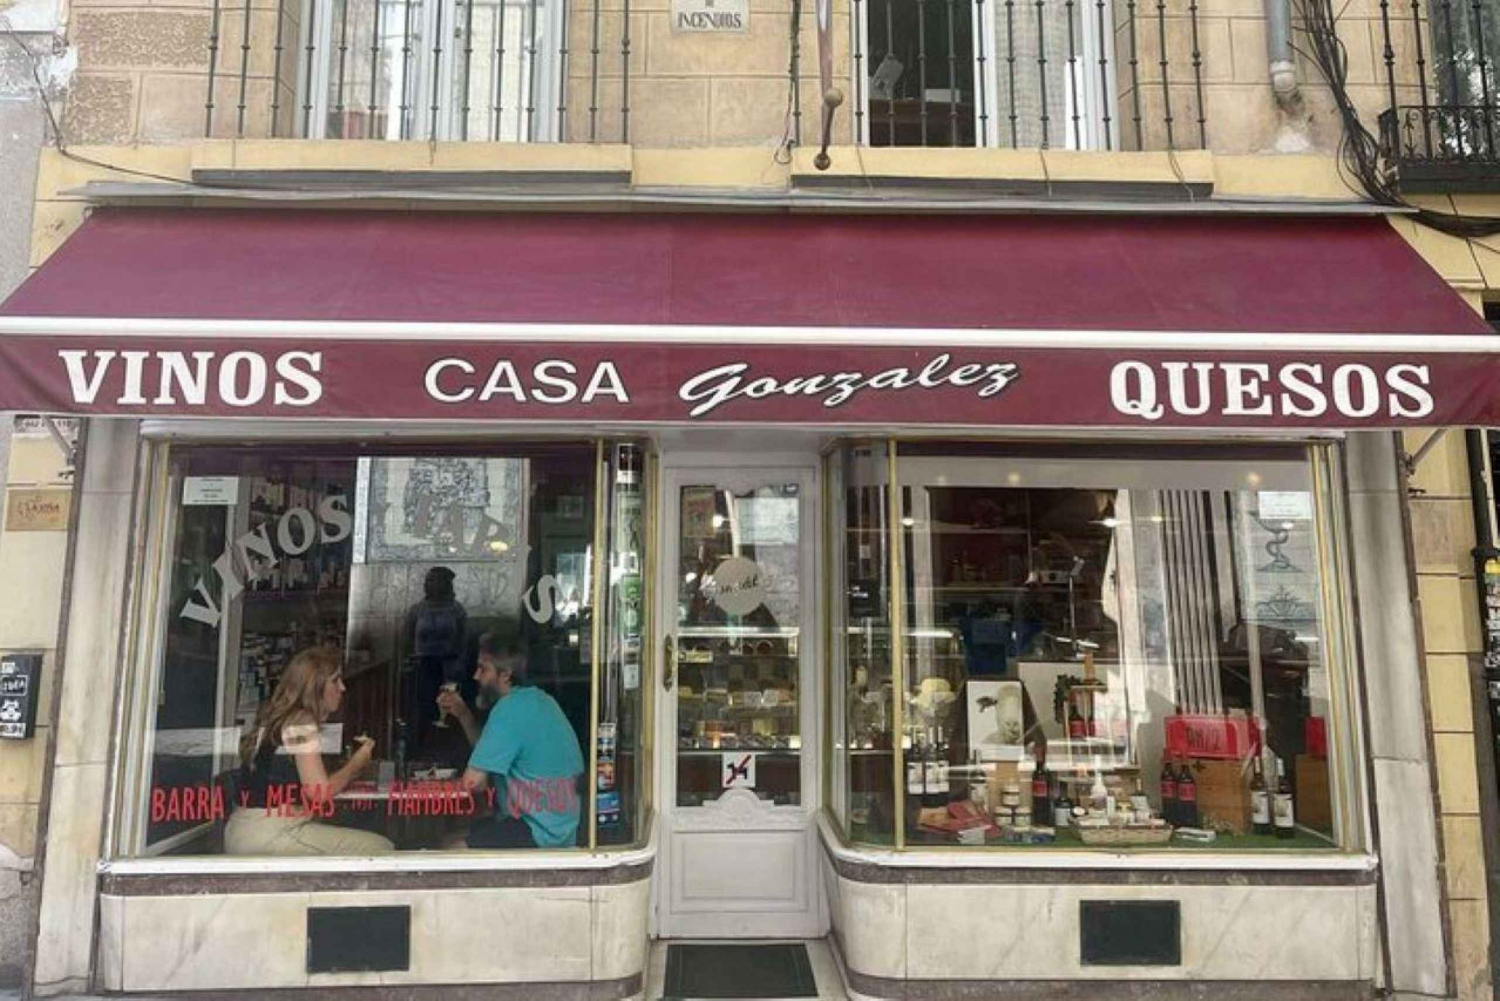 INCENDIOS
VINOS CASA Gonzalez QUESOS
VINOS
BARRA Y MESAS FIAMBRES Y QUESOS